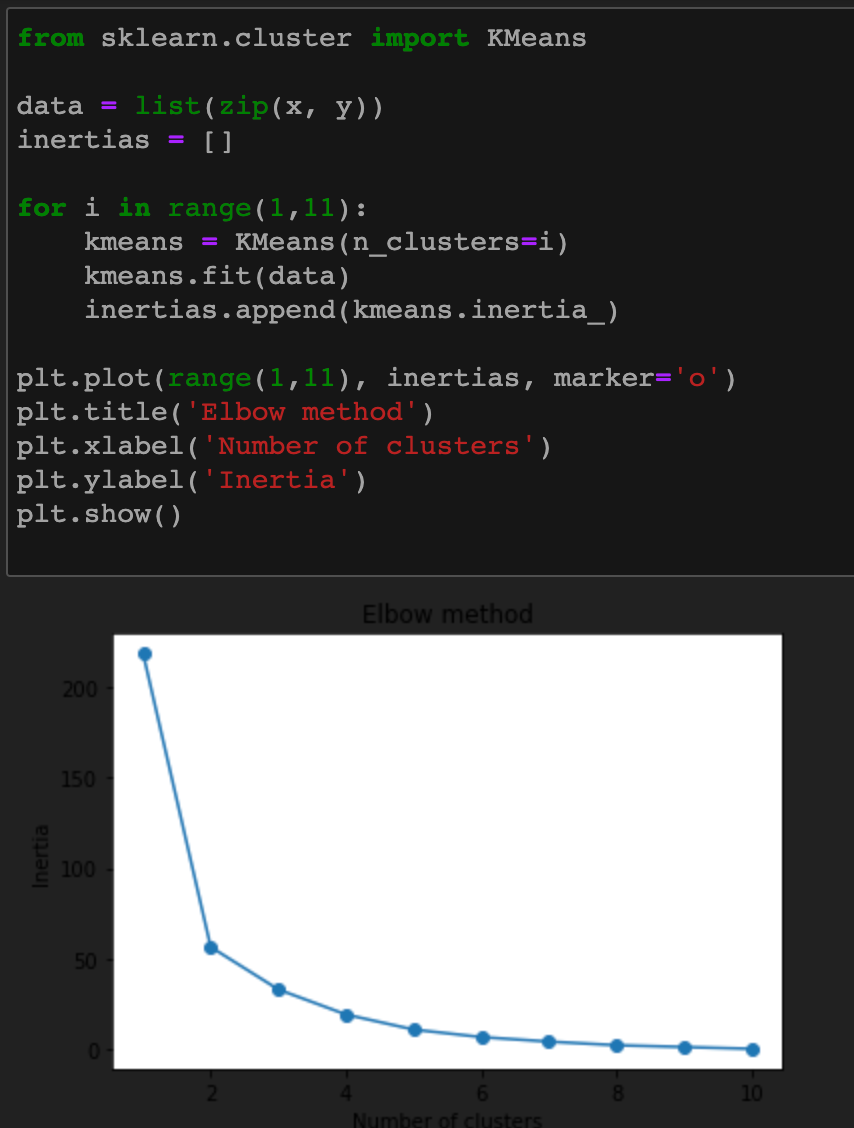 from sklearn.cluster import KMeans
data = list(zip(x, y))
inertias = []
for i in range(1,11):
    kmeans = KMeans(n_clusters=i)
    kmeans.fit(data)
    inertias.append(kmeans.inertia_)
plt.plot(range(1,11), inertias, marker='o')
plt.title('Elbow method')
plt.xlabel('Number of clusters')
plt.ylabel('Inertia')
plt.show()
Elbow method
200
150
100
50
0
Inertia
2 4 6 8 10
Number of clusters